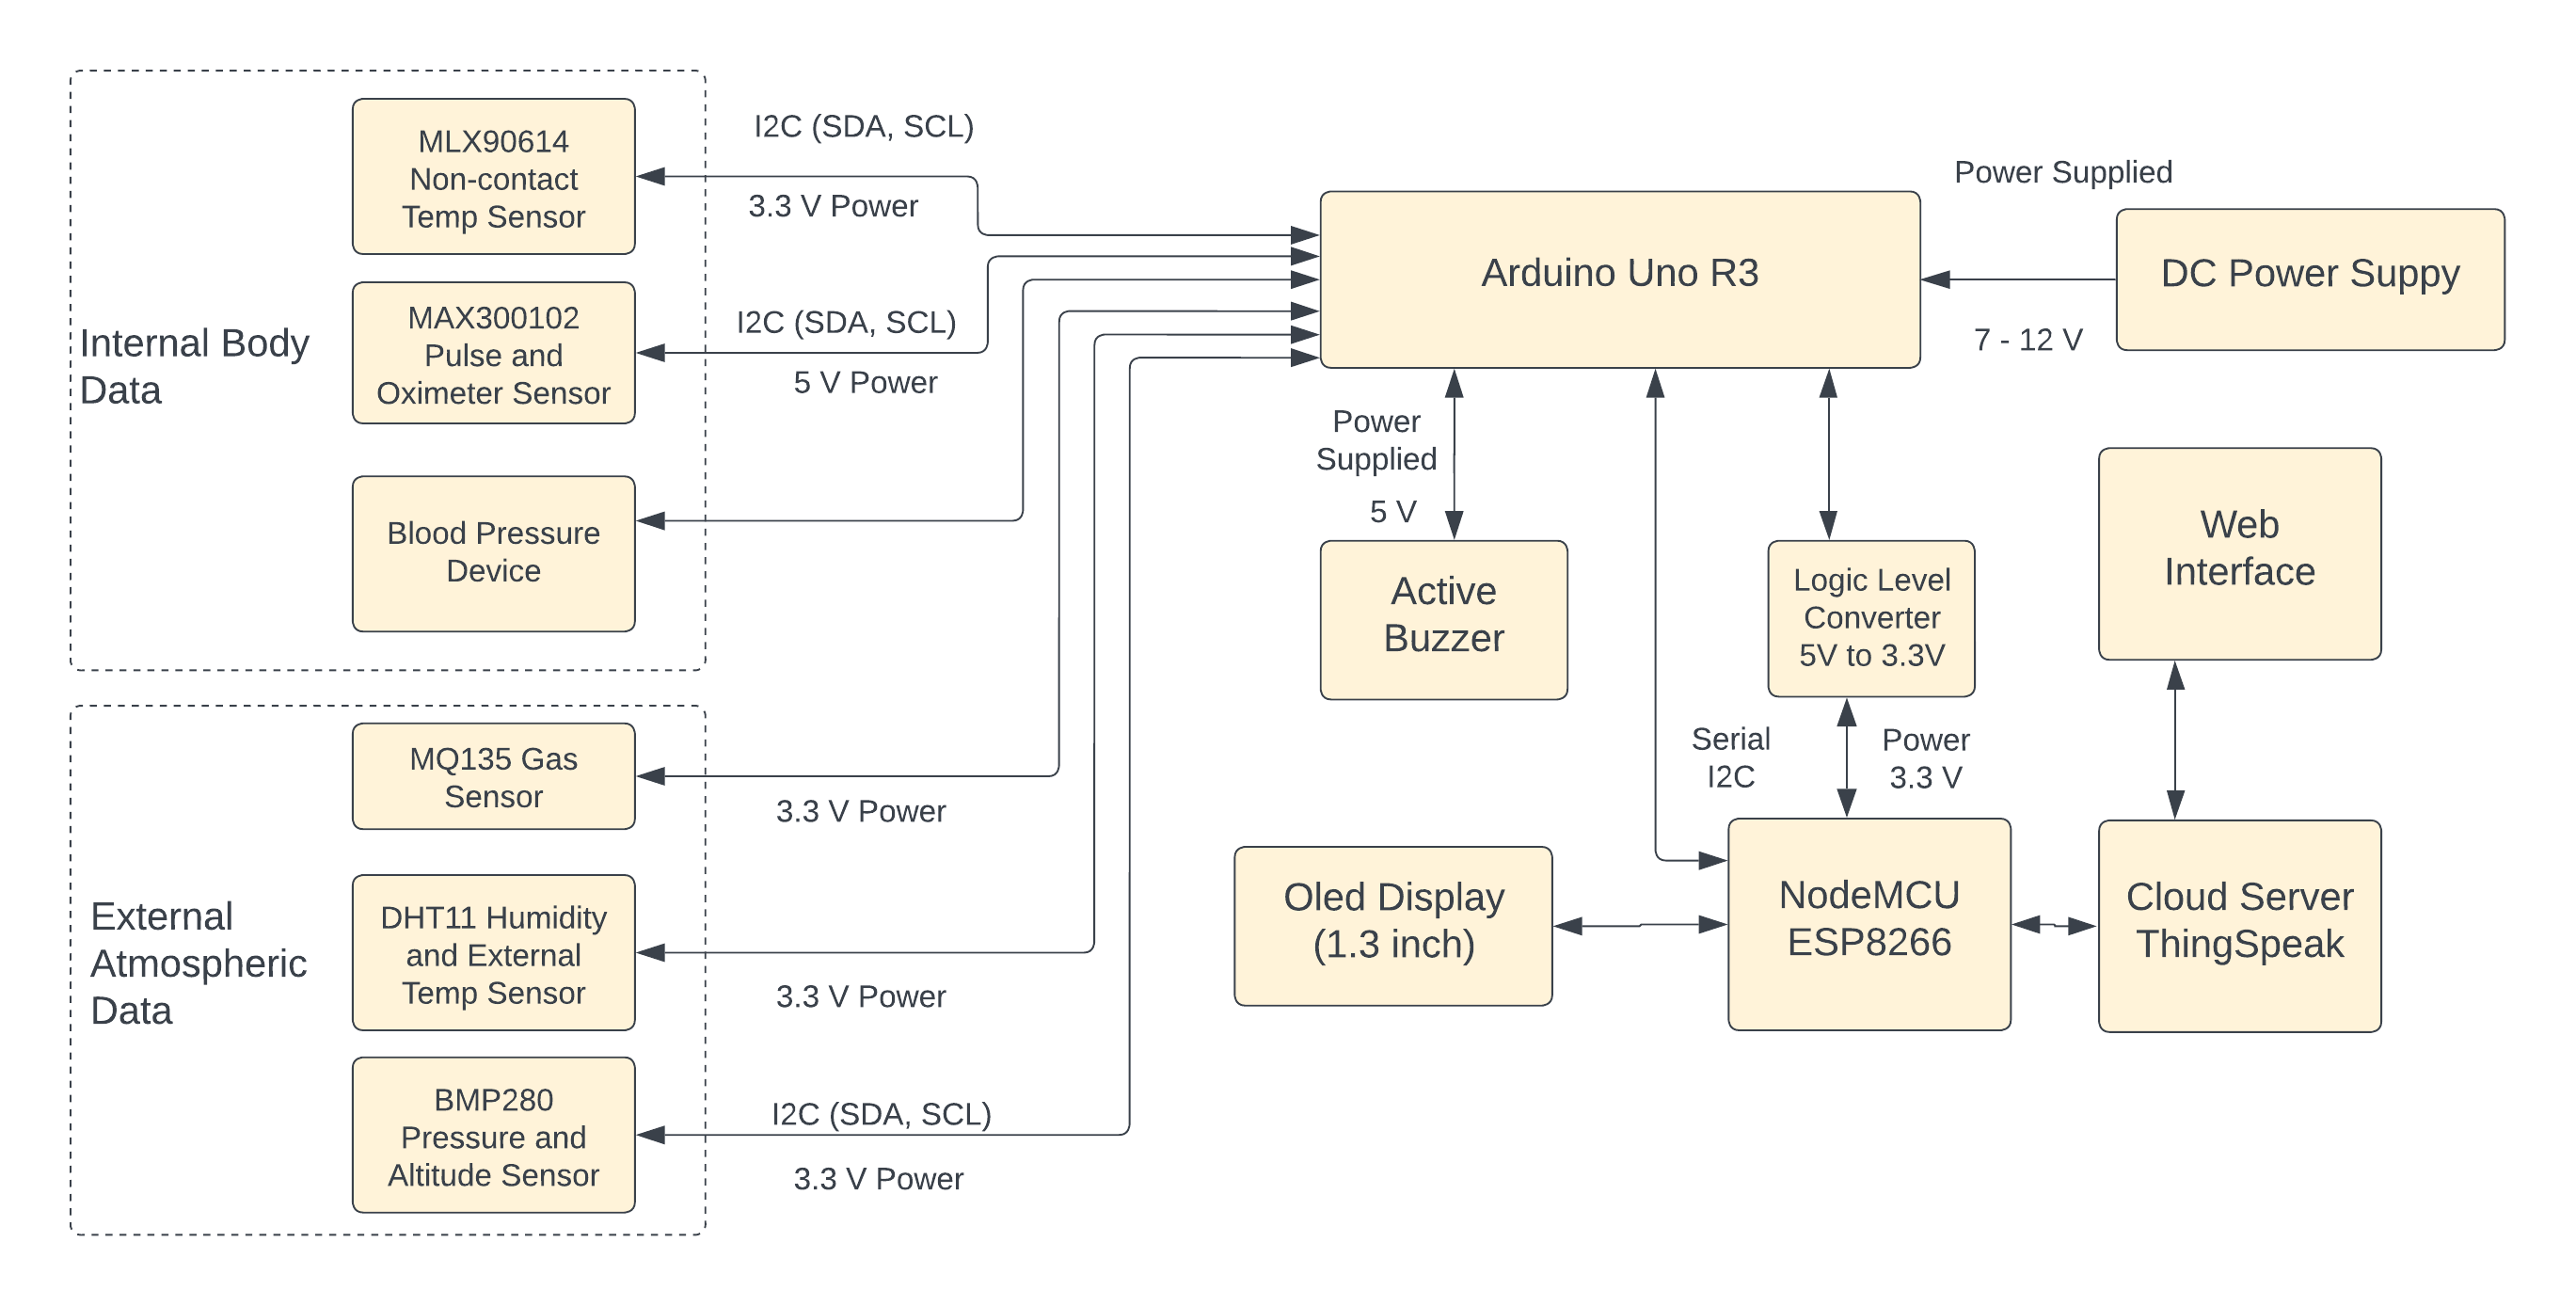 Internal Body
Data
MLX90614
Non-contact
Temp Sensor
MAX300102
Pulse and
Oximeter Sensor
Blood Pressure
Device
External
Atmospheric
Data
MQ135 Gas
Sensor
DHT11 Humidity
and External
Temp Sensor
BMP280
Pressure and
Altitude Sensor
I2C (SDA, SCL)
3.3 V Power
I2C (SDA, SCL)
5 V Power
3.3 V Power
3.3 V Power
I2C (SDA, SCL)
3.3 V Power
Arduino Uno R3
Power Supplied
7 - 12 V
DC Power Suppy
Power
Supplied
5 V
Active
Buzzer
Logic Level
Converter
5V to 3.3V
Serial
I2C
Power
3.3 V
Web
Interface
Oled Display
(1.3 inch)
NodeMCU
ESP8266
Cloud Server
ThingSpeak